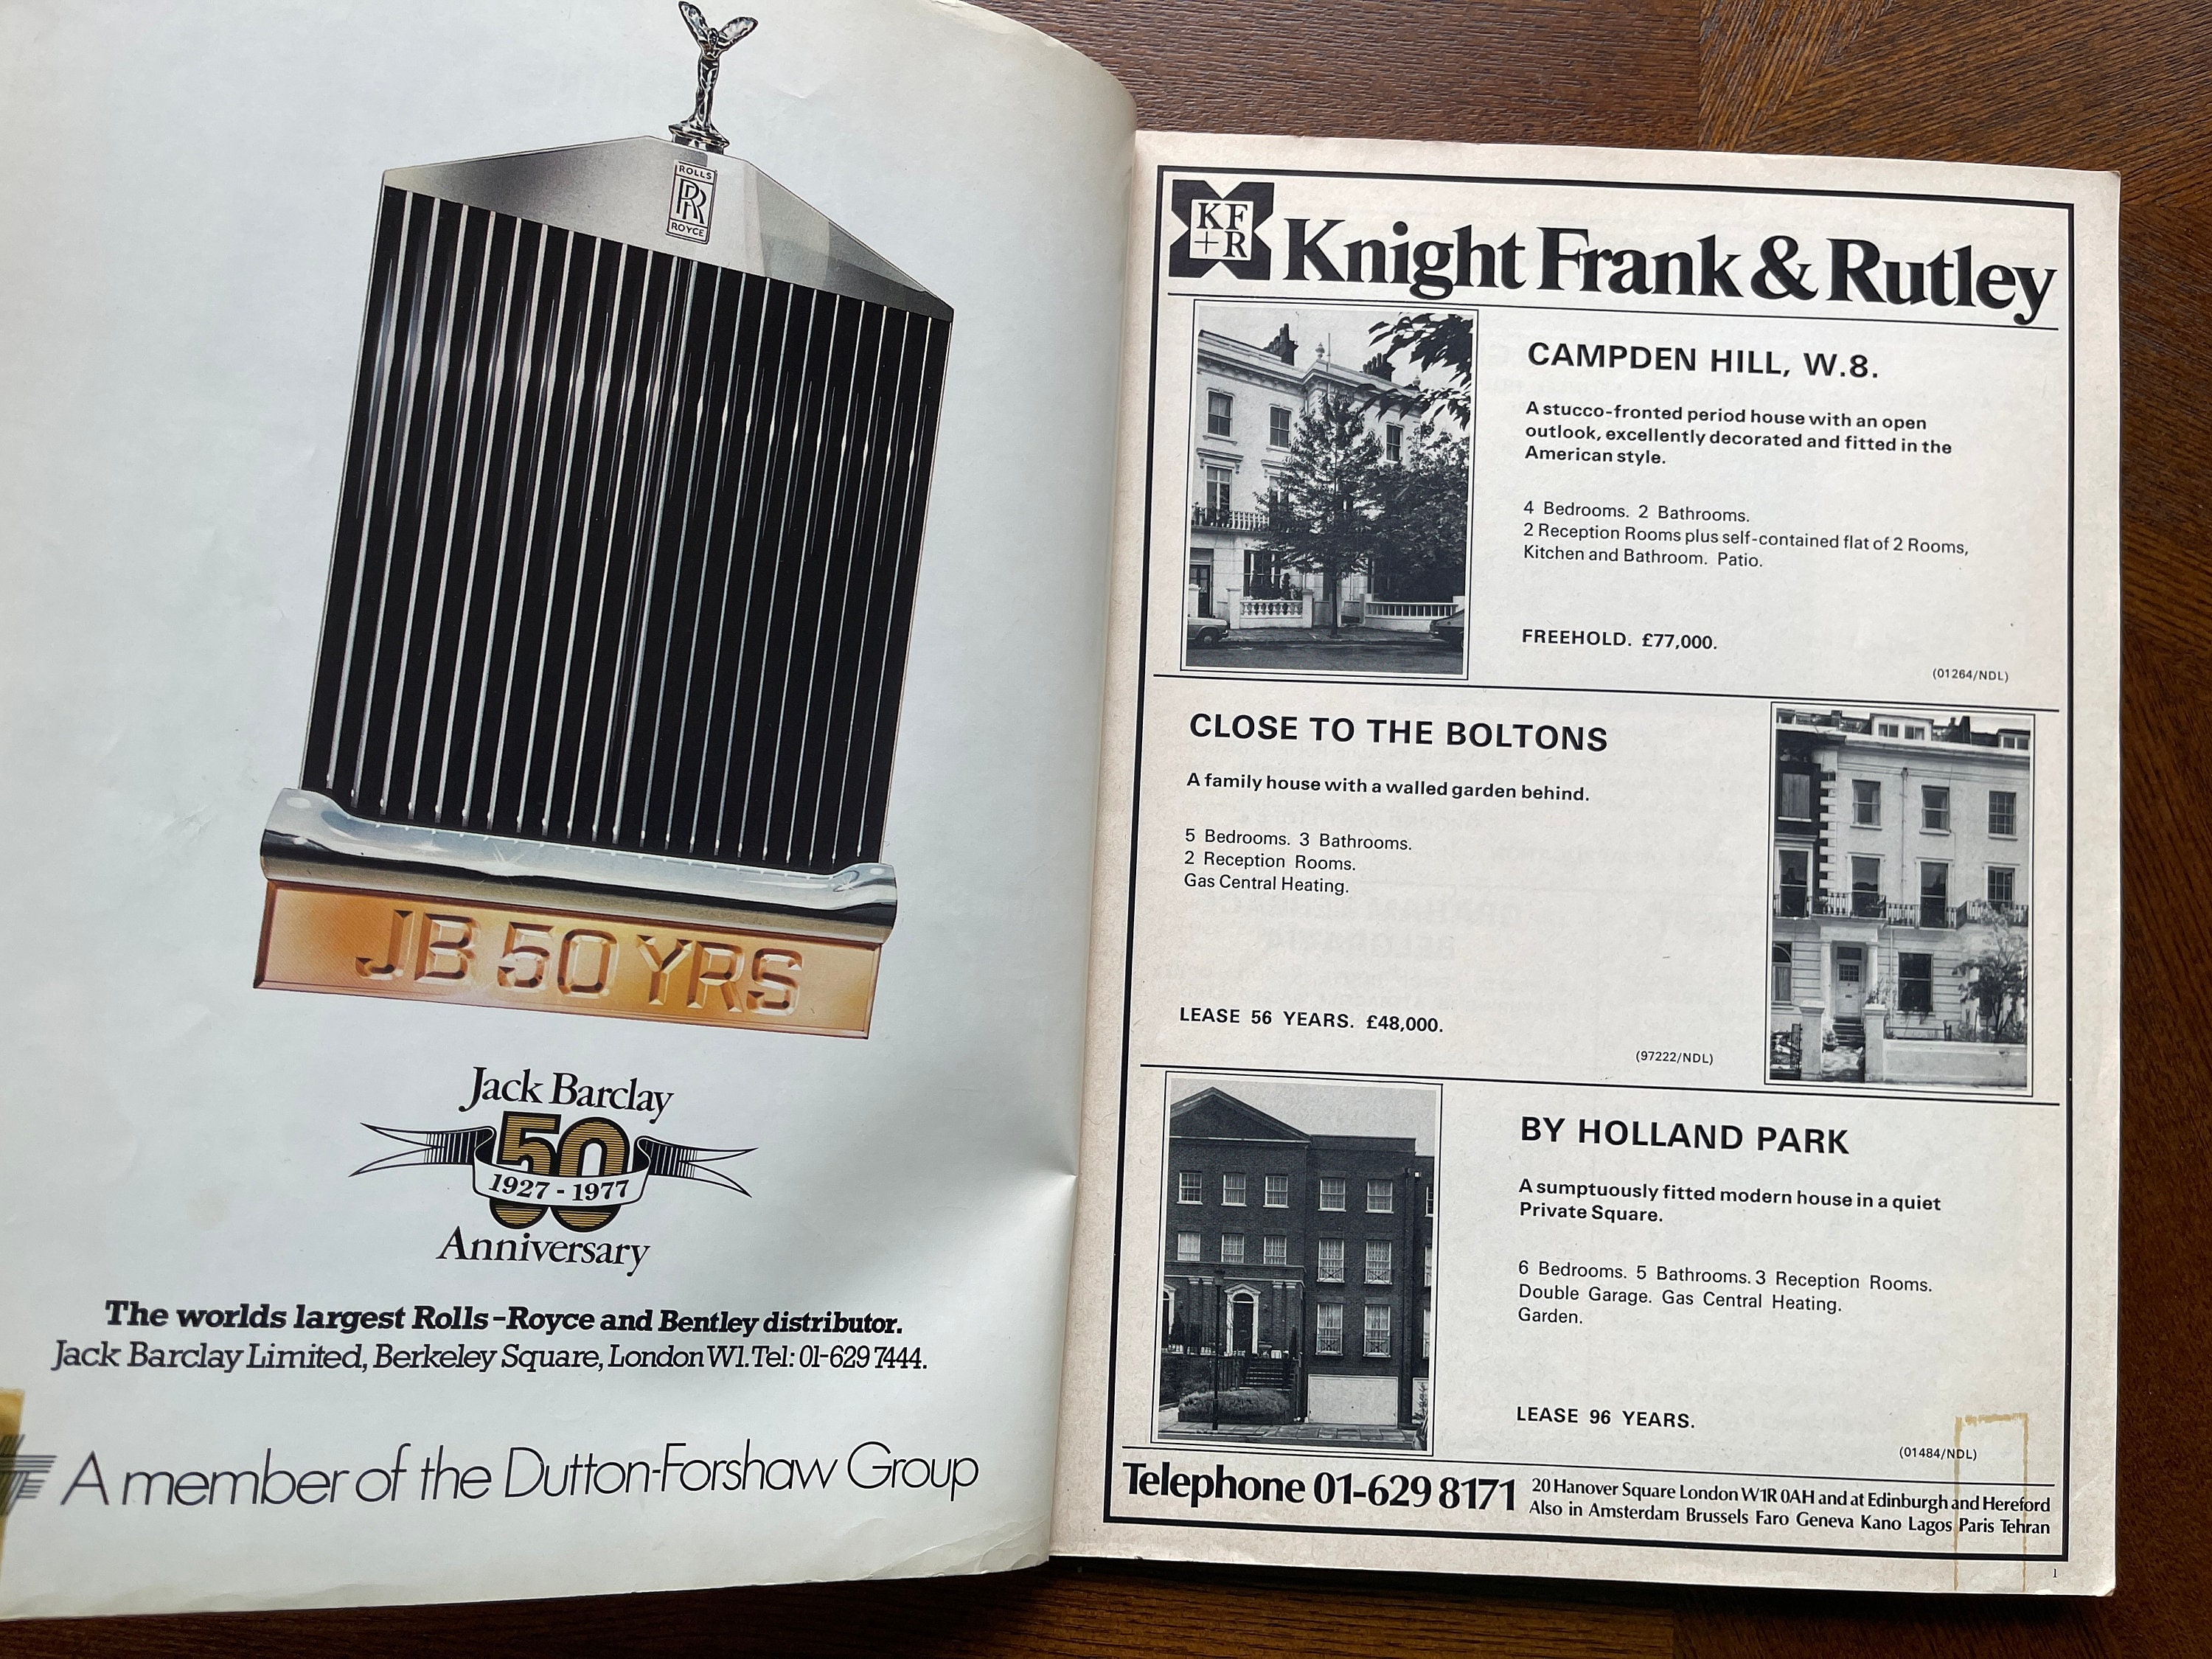 ROLLS
RR
ROYCE
JB 50 YRS
Jack Barclay
50
1927 - 1977
Anniversary
The worlds largest Rolls-Royce and Bentley distributor.
Jack Barclay Limited, Berkeley Square, London W1. Tel: 01-629 7444.
A member of the Dutton-Forshaw Group
KF
+R
Knight Frank & Rutley
CAMPDEN HILL, W.8.
A stucco-fronted period house with an open
outlook, excellently decorated and fitted in the
American style.
4 Bedrooms. 2 Bathrooms.
2 Reception Rooms plus self-contained flat of 2 Rooms,
Kitchen and Bathroom. Patio.
FREEHOLD. £77,000.
(01264/NDL)
CLOSE TO THE BOLTONS
A family house with a walled garden behind.
5 Bedrooms. 3 Bathrooms.
2 Reception Rooms.
Gas Central Heating.
LEASE 56 YEARS. £48,000.
(97222/NDL)
BY HOLLAND PARK
A sumptuously fitted modern house in a quiet
Private Square.
6 Bedrooms. 5 Bathrooms. 3 Reception Rooms.
Double Garage. Gas Central Heating.
Garden.
LEASE 96 YEARS.
(01484/NDL)
Telephone 01-629 8171
20 Hanover Square London W1R 0AH and at Edinburgh and Hereford
Also in Amsterdam Brussels Faro Geneva Kano Lagos Paris Tehran
1